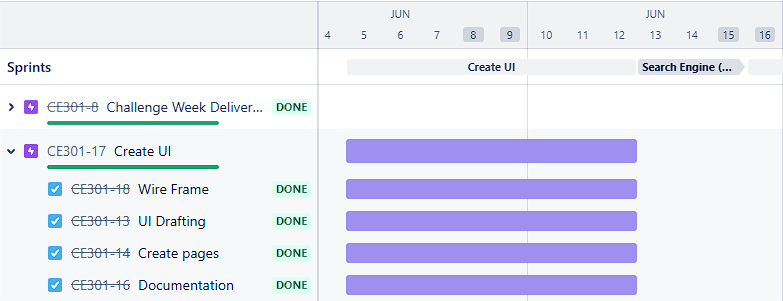 JUN JUN
4 5 6 7 8 9 10 11 12 13 14 15 16
Sprints Create UI Search Engine (...
CE301-8 Challenge Week Deliver... DONE
CE301-17 Create UI
CE301-18 Wire Frame DONE
CE301-13 UI Drafting DONE
CE301-14 Create pages DONE
CE301-16 Documentation DONE